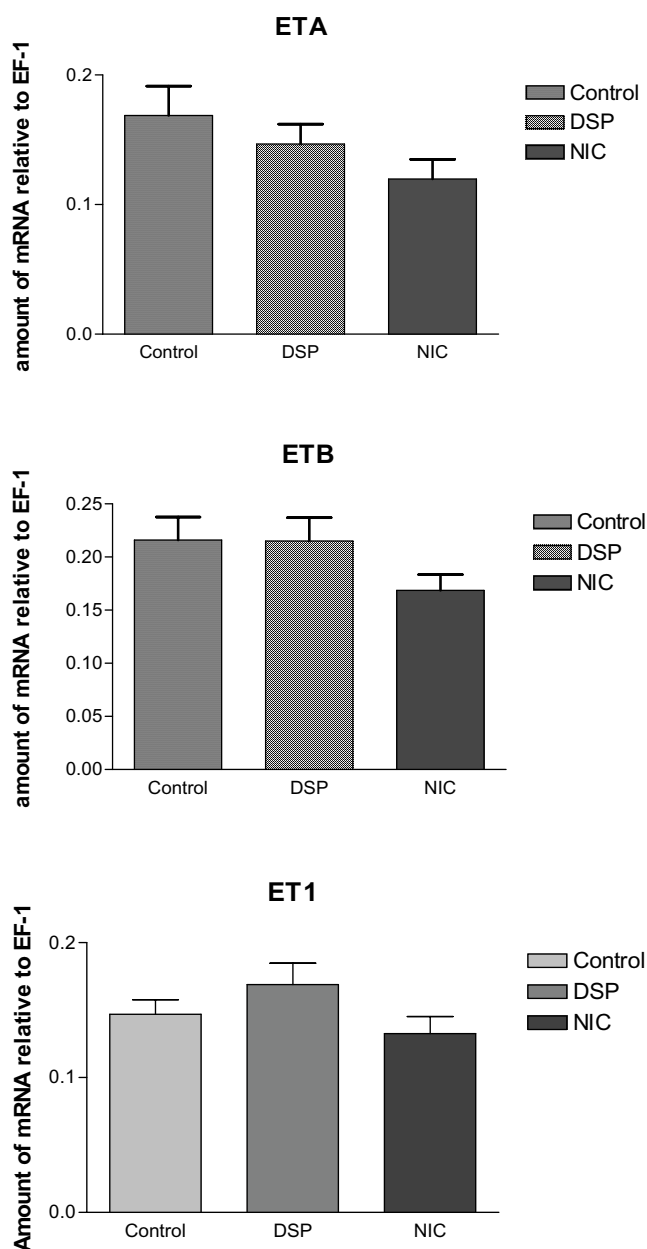 ETA
amount of mRNA relative to EF-1
0.2
0.1
0.0
Control
DSP
NIC
Control
DSP
NIC
ETB
amount of mRNA relative to EF-1
0.25
0.20
0.15
0.10
0.05
0.00
Control
DSP
NIC
Control
DSP
NIC
ET1
Amount of mRNA relative to EF-1
0.2
0.1
0.0
Control
DSP
NIC
Control
DSP
NIC